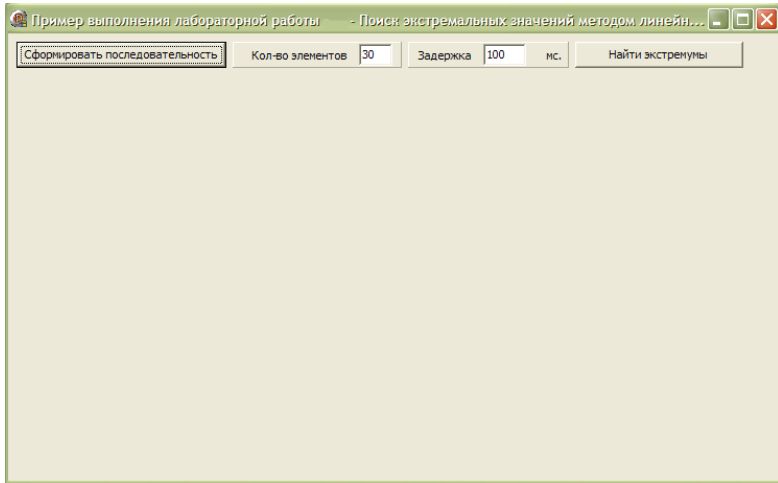 Пример выполнения лабораторной работы - Поиск экстремальных значений методом линейн...
Сформировать последовательность Кол-во элементов 30 Задержка 100 мс. Найти экстремумы